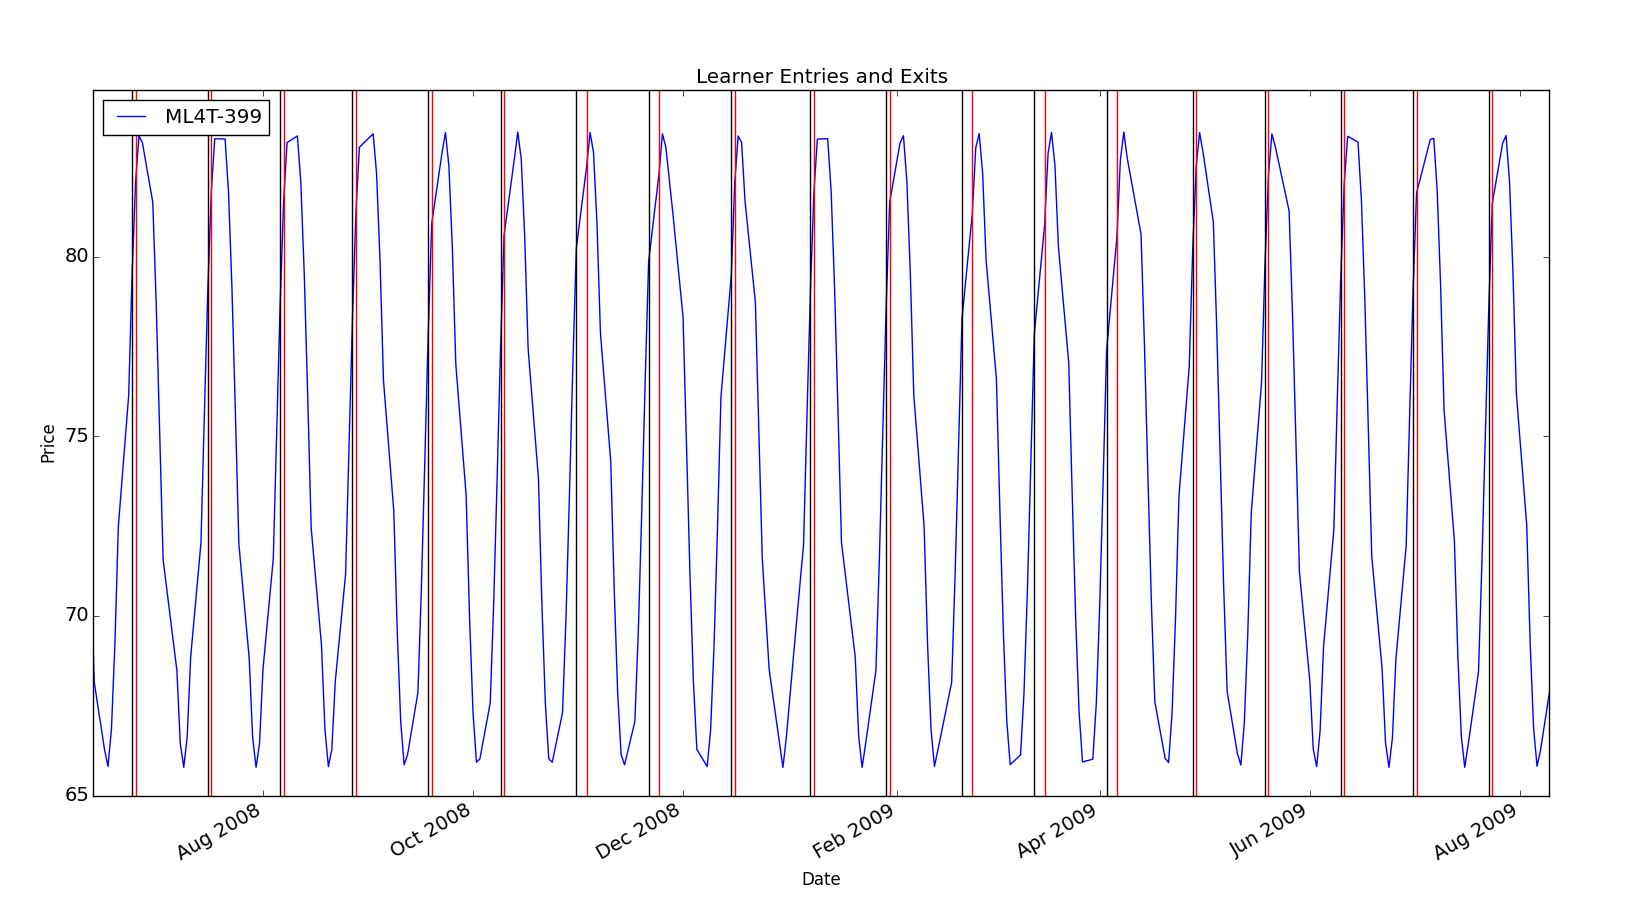 Learner Entries and Exits
ML4T-399
Price
80
75
70
65
Aug 2008
Oct 2008
Dec 2008
Feb 2009
Apr 2009
Jun 2009
Aug 2009
Date